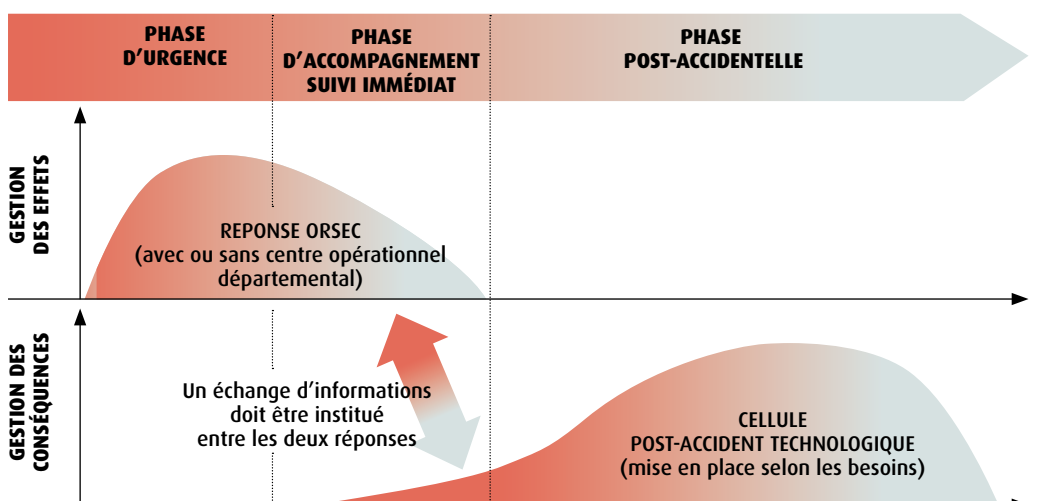 PHASE
D'URGENCE
PHASE
D'ACCOMPAGNEMENT
SUIVI IMMÉDIAT
PHASE
POST-ACCIDENTELLE
GESTION
DES EFFETS
REPONSE ORSEC
(avec ou sans centre opérationnel
départemental)
GESTION DES
CONSÉQUENCES
Un échange d'informations
doit être institué
entre les deux réponses
CELLULE
POST-ACCIDENT TECHNOLOGIQUE
(mise en place selon les besoins)